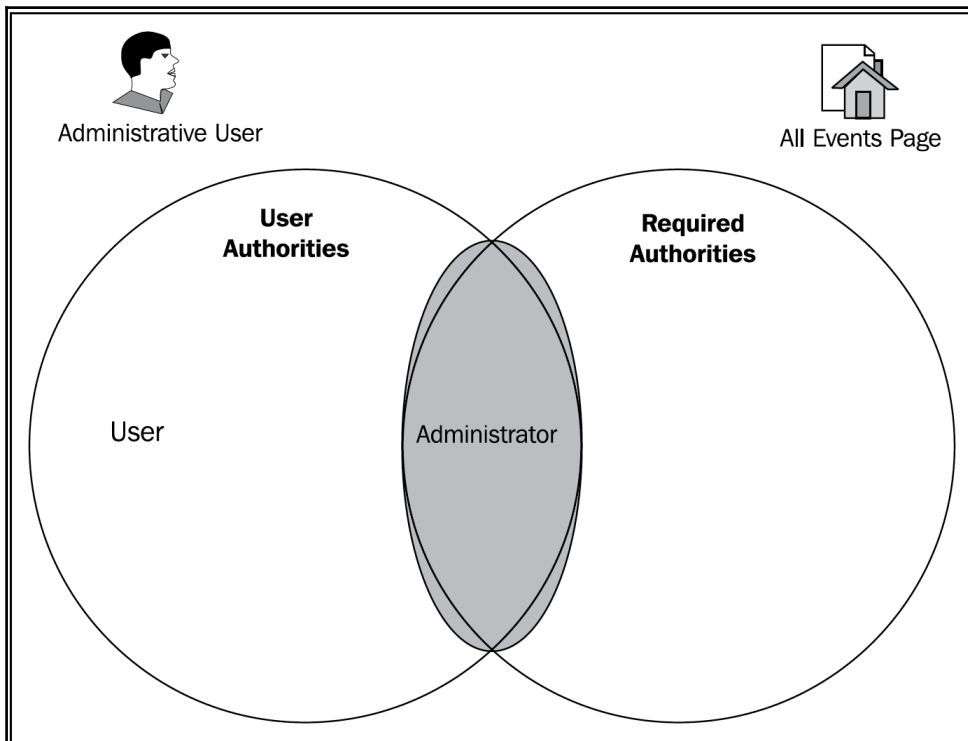 Administrative User
All Events Page
User
Authorities
Required
Authorities
User
Administrator